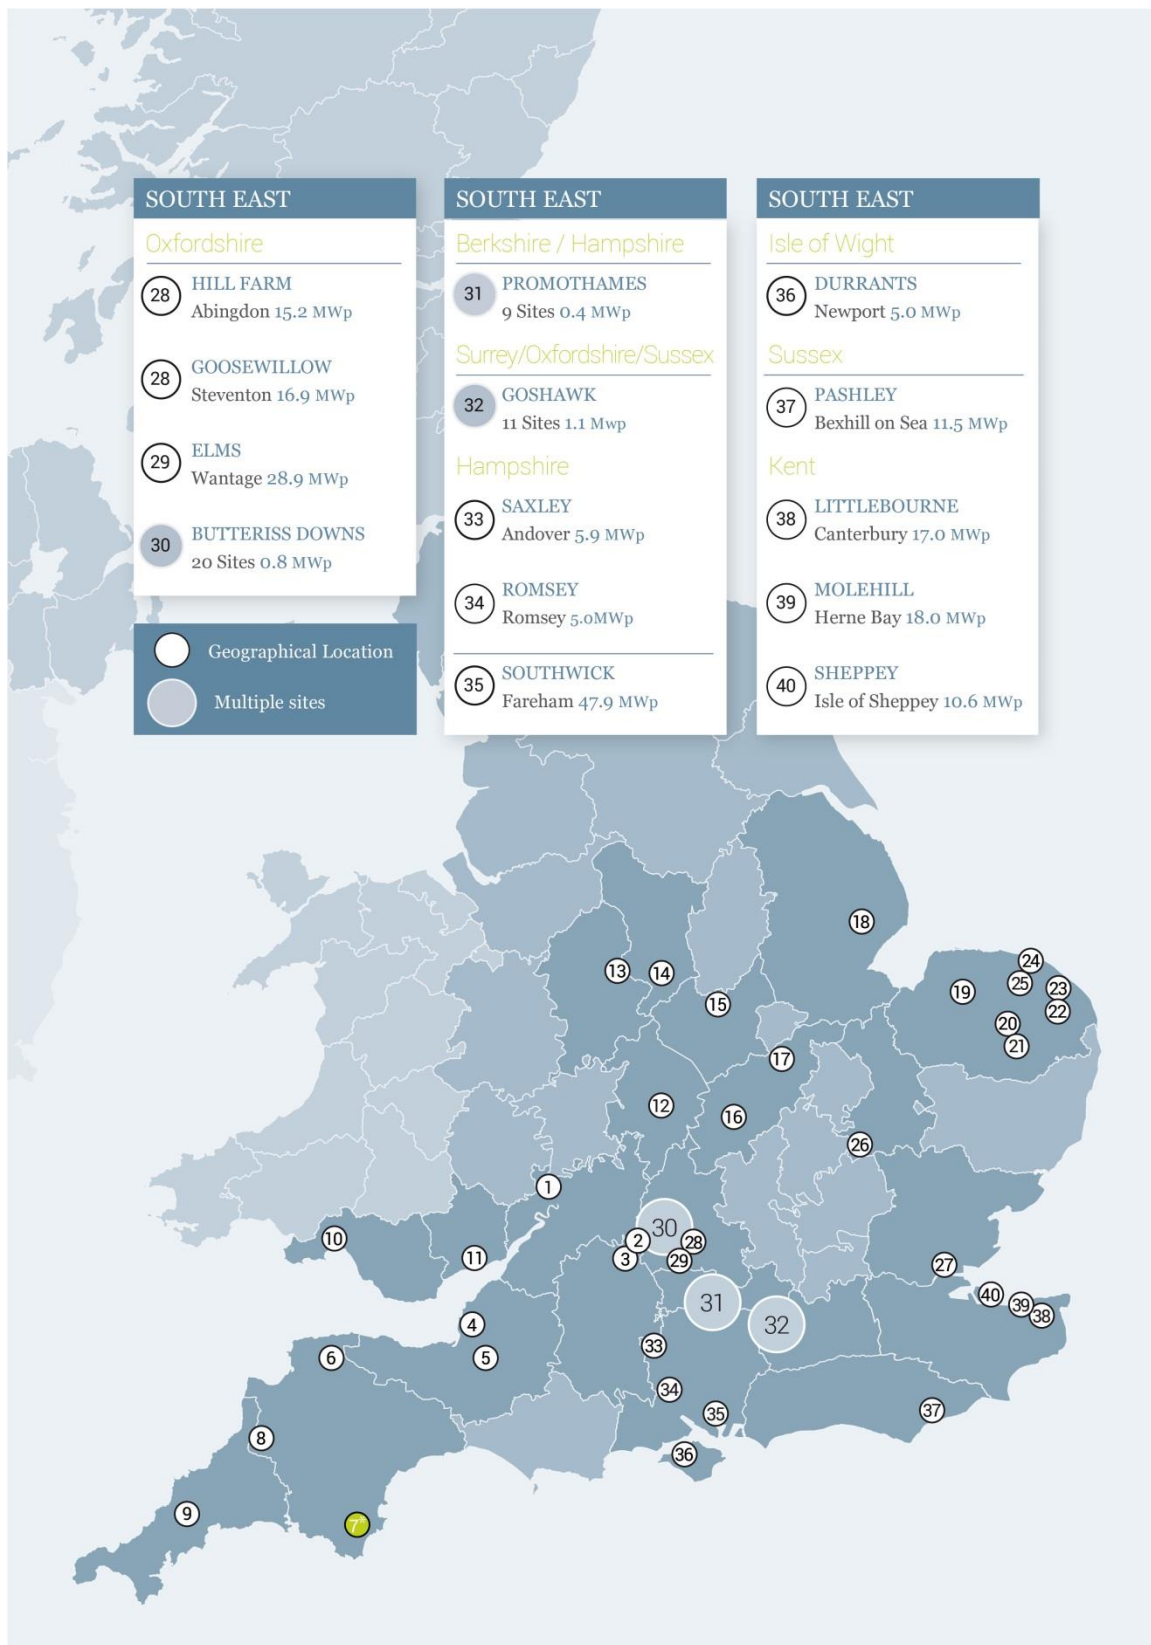 SOUTH EAST
Oxfordshire
28 HILL FARM
Abingdon 15.2 MWp
28 GOOSEWILLOW
Steventon 16.9 MWp
29 ELMS
Wantage 28.9 MWp
30 BUTTERISS DOWNS
20 Sites 0.8 MWp
Geographical Location
Multiple sites
SOUTH EAST
Berkshire / Hampshire
31 PROMOTHAMES
9 Sites 0.4 MWp
Surrey/Oxfordshire/Sussex
32 GOSHAWK
11 Sites 1.1 Mwp
Hampshire
33 SAXLEY
Andover 5.9 MWp
34 ROMSEY
Romsey 5.0MWp
35 SOUTHWICK
Fareham 47.9 MWp
SOUTH EAST
Isle of Wight
36 DURRANTS
Newport 5.0 MWp
Sussex
37 PASHLEY
Bexhill on Sea 11.5 MWp
Kent
38 LITTLEBOURNE
Canterbury 17.0 MWp
39 MOLEHILL
Herne Bay 18.0 MWp
40 SHEPPEY
Isle of Sheppey 10.6 MWp
18
24
13
14
25
23
19
15
22
20
21
17
12
16
26
1
30
10
2
28
11
3
29
27
40
31
39
38
4
32
33
6
5
34
37
35
8
36
9
7*